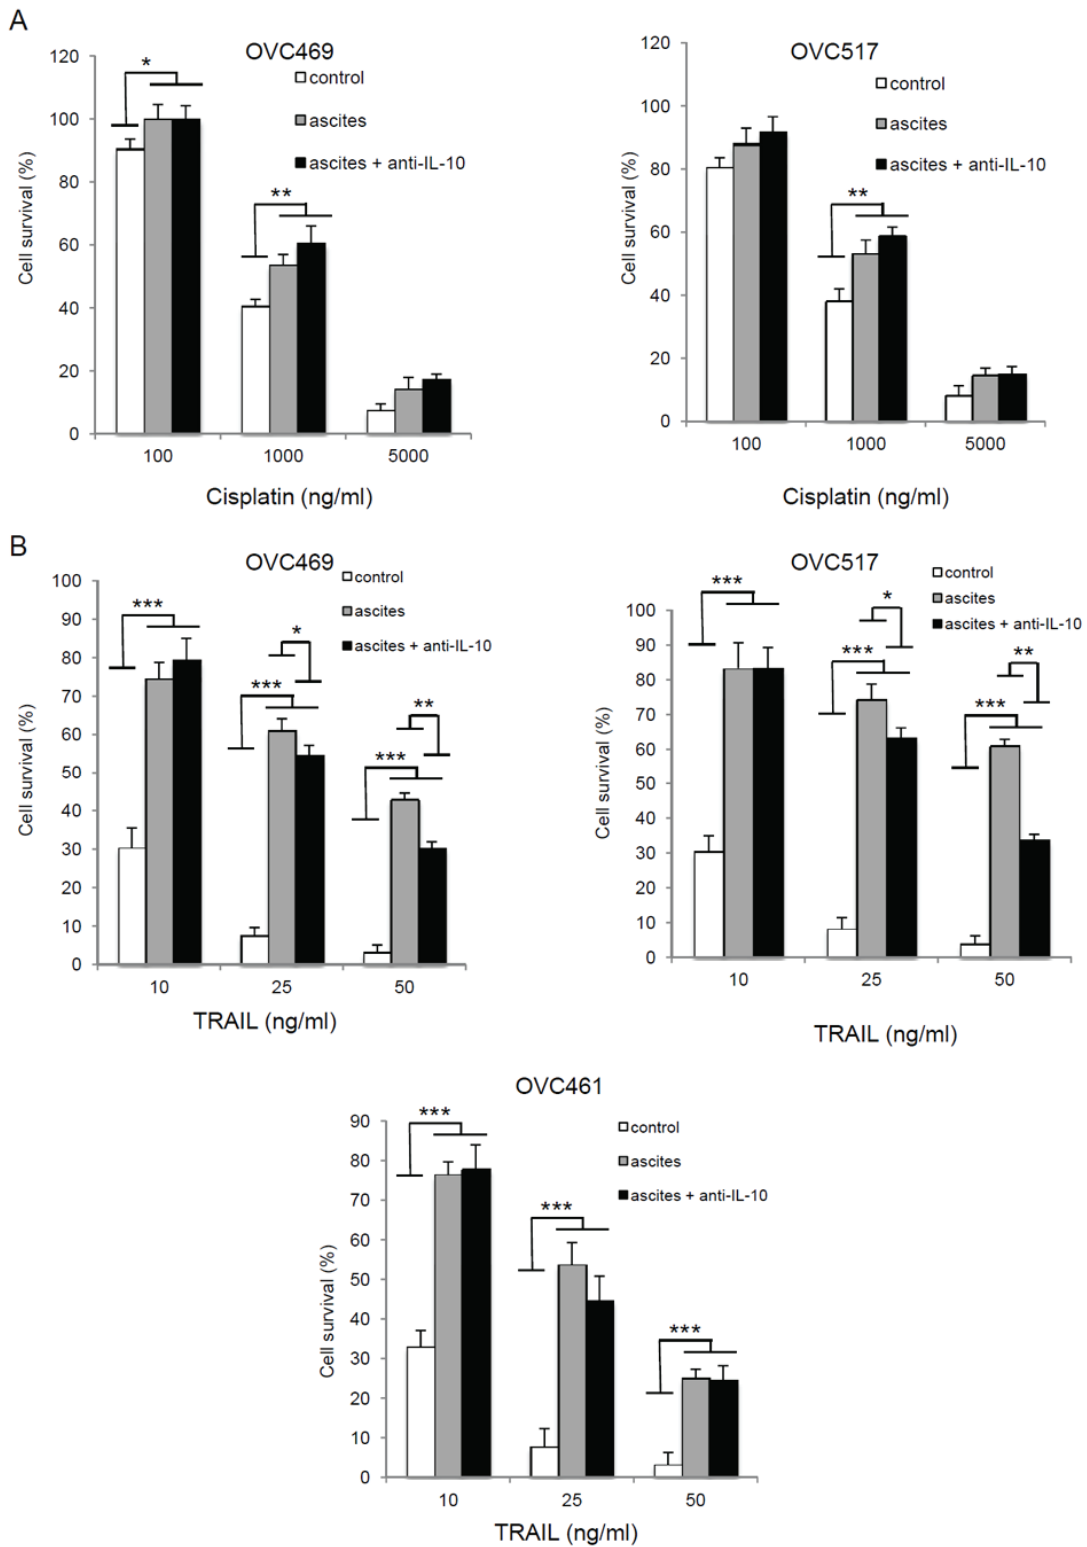 A
OVC469
control
ascites
ascites + anti-IL-10
120
100
80
60
40
20
0
Cell survival (%)
*
**
100 1000 5000
Cisplatin (ng/ml)
OVC517
control
ascites
ascites + anti-IL-10
120
100
80
60
40
20
0
Cell survival (%)
**
100 1000 5000
Cisplatin (ng/ml)
B
OVC469
control
ascites
ascites + anti-IL-10
100
90
80
70
60
50
40
30
20
10
0
Cell survival (%)
***
*
***
**
***
10 25 50
TRAIL (ng/ml)
OVC517
control
ascites
ascites + anti-IL-10
100
90
80
70
60
50
40
30
20
10
0
Cell survival (%)
***
*
***
**
***
10 25 50
TRAIL (ng/ml)
OVC461
control
ascites
ascites + anti-IL-10
90
80
70
60
50
40
30
20
10
0
Cell survival (%)
***
***
***
10 25 50
TRAIL (ng/ml)